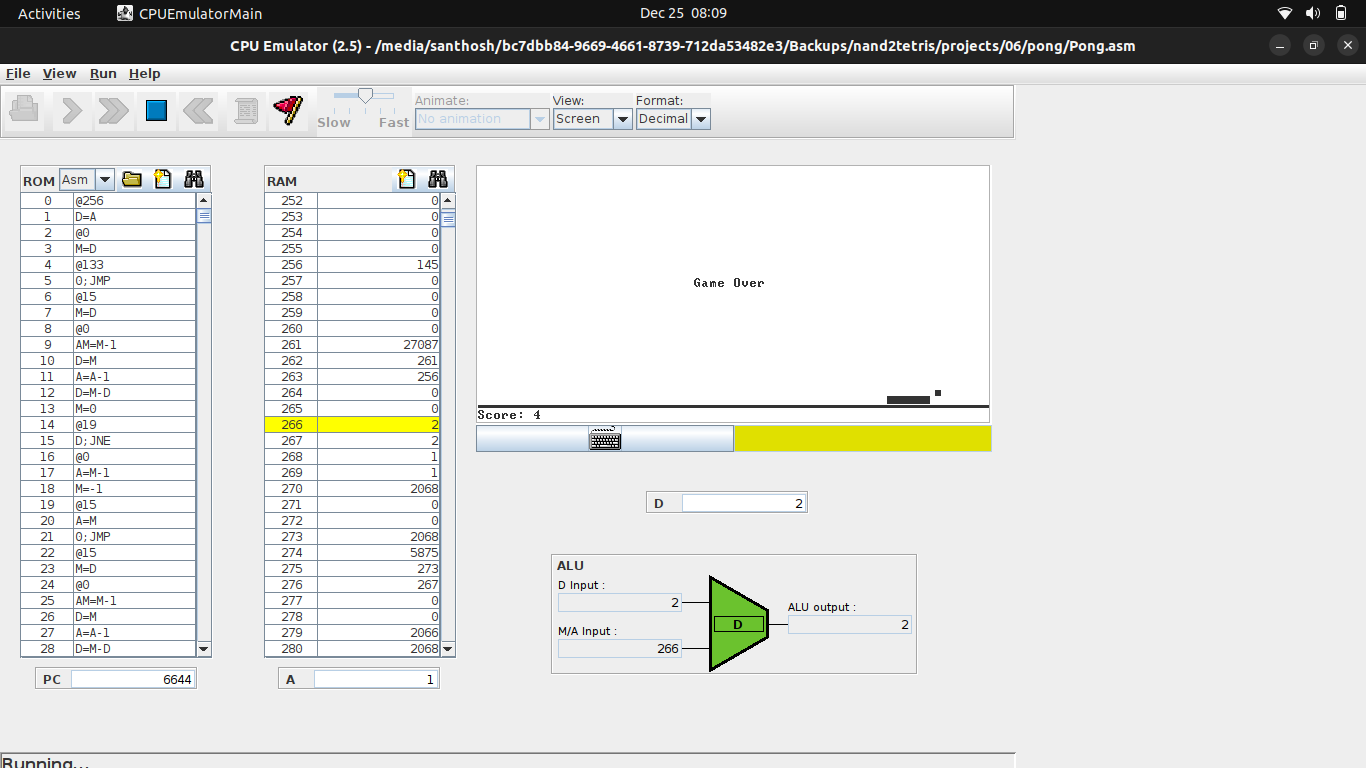 Activities CPUEmulatorMain Dec 25 08:09
CPU Emulator (2.5) - /media/santhosh/bc7dbb84-9669-4661-8739-712da53482e3/Backups/nand2tetris/projects/06/pong/Pong.asm
File View Run Help
Slow Fast
Animate: View: Format:
No animation Screen Decimal
ROM Asm
0 @256
1 D=A
2 @0
3 M=D
4 @133
5 0;JMP
6 @15
7 M=D
8 @0
9 AM=M-1
10 D=M
11 A=A-1
12 D=M-D
13 M=0
14 @19
15 D;JNE
16 @0
17 A=M-1
18 M=-1
19 @15
20 A=M
21 0;JMP
22 @15
23 M=D
24 @0
25 AM=M-1
26 D=M
27 A=A-1
28 D=M-D
PC 6644
RAM
252 0
253 0
254 0
255 0
256 145
257 0
258 0
259 0
260 0
261 27087
262 261
263 256
264 0
265 0
266 2
267 2
268 1
269 1
270 2068
271 0
272 0
273 2068
274 5875
275 273
276 267
277 0
278 0
279 2066
280 2068
A 1
Game Over
Score: 4
D 2
ALU
D Input :
2
M/A Input :
266
D
ALU output :
2
Running...